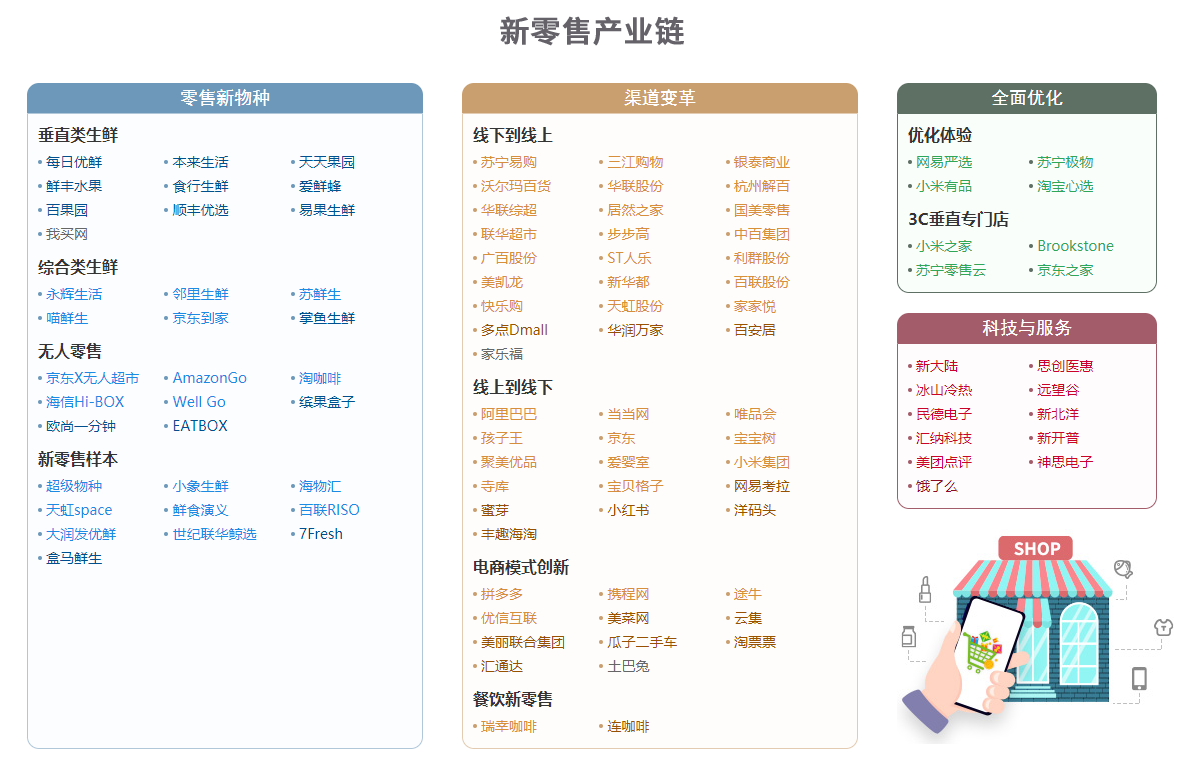 新零售产业链
零售新物种
垂直类生鲜
• 每日优鲜 • 本来生活 • 天天果园
• 鲜丰水果 • 食行生鲜 • 爱鲜蜂
• 百果园 • 顺丰优选 • 易果生鲜
• 我买网
综合类生鲜
• 永辉生活 • 邻里生鲜 • 苏鲜生
• 喵鲜生 • 京东到家 • 掌鱼生鲜
无人零售
• 京东X无人超市 • AmazonGo • 淘咖啡
• 海信Hi-BOX • Well Go • 缤果盒子
• 欧尚一分钟 • EATBOX
新零售样本
• 超级物种 • 小象生鲜 • 海物汇
• 天虹space • 鲜食演义 • 百联RISO
• 大润发优鲜 • 世纪联华鲸选 • 7Fresh
• 盒马鲜生
渠道变革
线下到线上
• 苏宁易购 • 三江购物 • 银泰商业
• 沃尔玛百货 • 华联股份 • 杭州解百
• 华联综超 • 居然之家 • 国美零售
• 联华超市 • 步步高 • 中百集团
• 广百股份 • ST人乐 • 利群股份
• 美凯龙 • 新华都 • 百联股份
• 快乐购 • 天虹股份 • 家家悦
• 多点Dmall • 华润万家 • 百安居
• 家乐福
线上到线下
• 阿里巴巴 • 当当网 • 唯品会
• 孩子王 • 京东 • 宝宝树
• 聚美优品 • 爱婴室 • 小米集团
• 寺库 • 宝贝格子 • 网易考拉
• 蜜芽 • 小红书 • 洋码头
• 丰趣海淘
电商模式创新
• 拼多多 • 携程网 • 途牛
• 优信互联 • 美菜网 • 云集
• 美丽联合集团 • 瓜子二手车 • 淘票票
• 汇通达 • 土巴兔
餐饮新零售
• 瑞幸咖啡 • 连咖啡
全面优化
优化体验
• 网易严选 • 苏宁极物
• 小米有品 • 淘宝心选
3C垂直专门店
• 小米之家 • Brookstone
• 苏宁零售云 • 京东之家
科技与服务
• 新大陆 • 思创医惠
• 冰山冷热 • 远望谷
• 民德电子 • 新北洋
• 汇纳科技 • 新开普
• 美团点评 • 神思电子
• 饿了么
SHOP